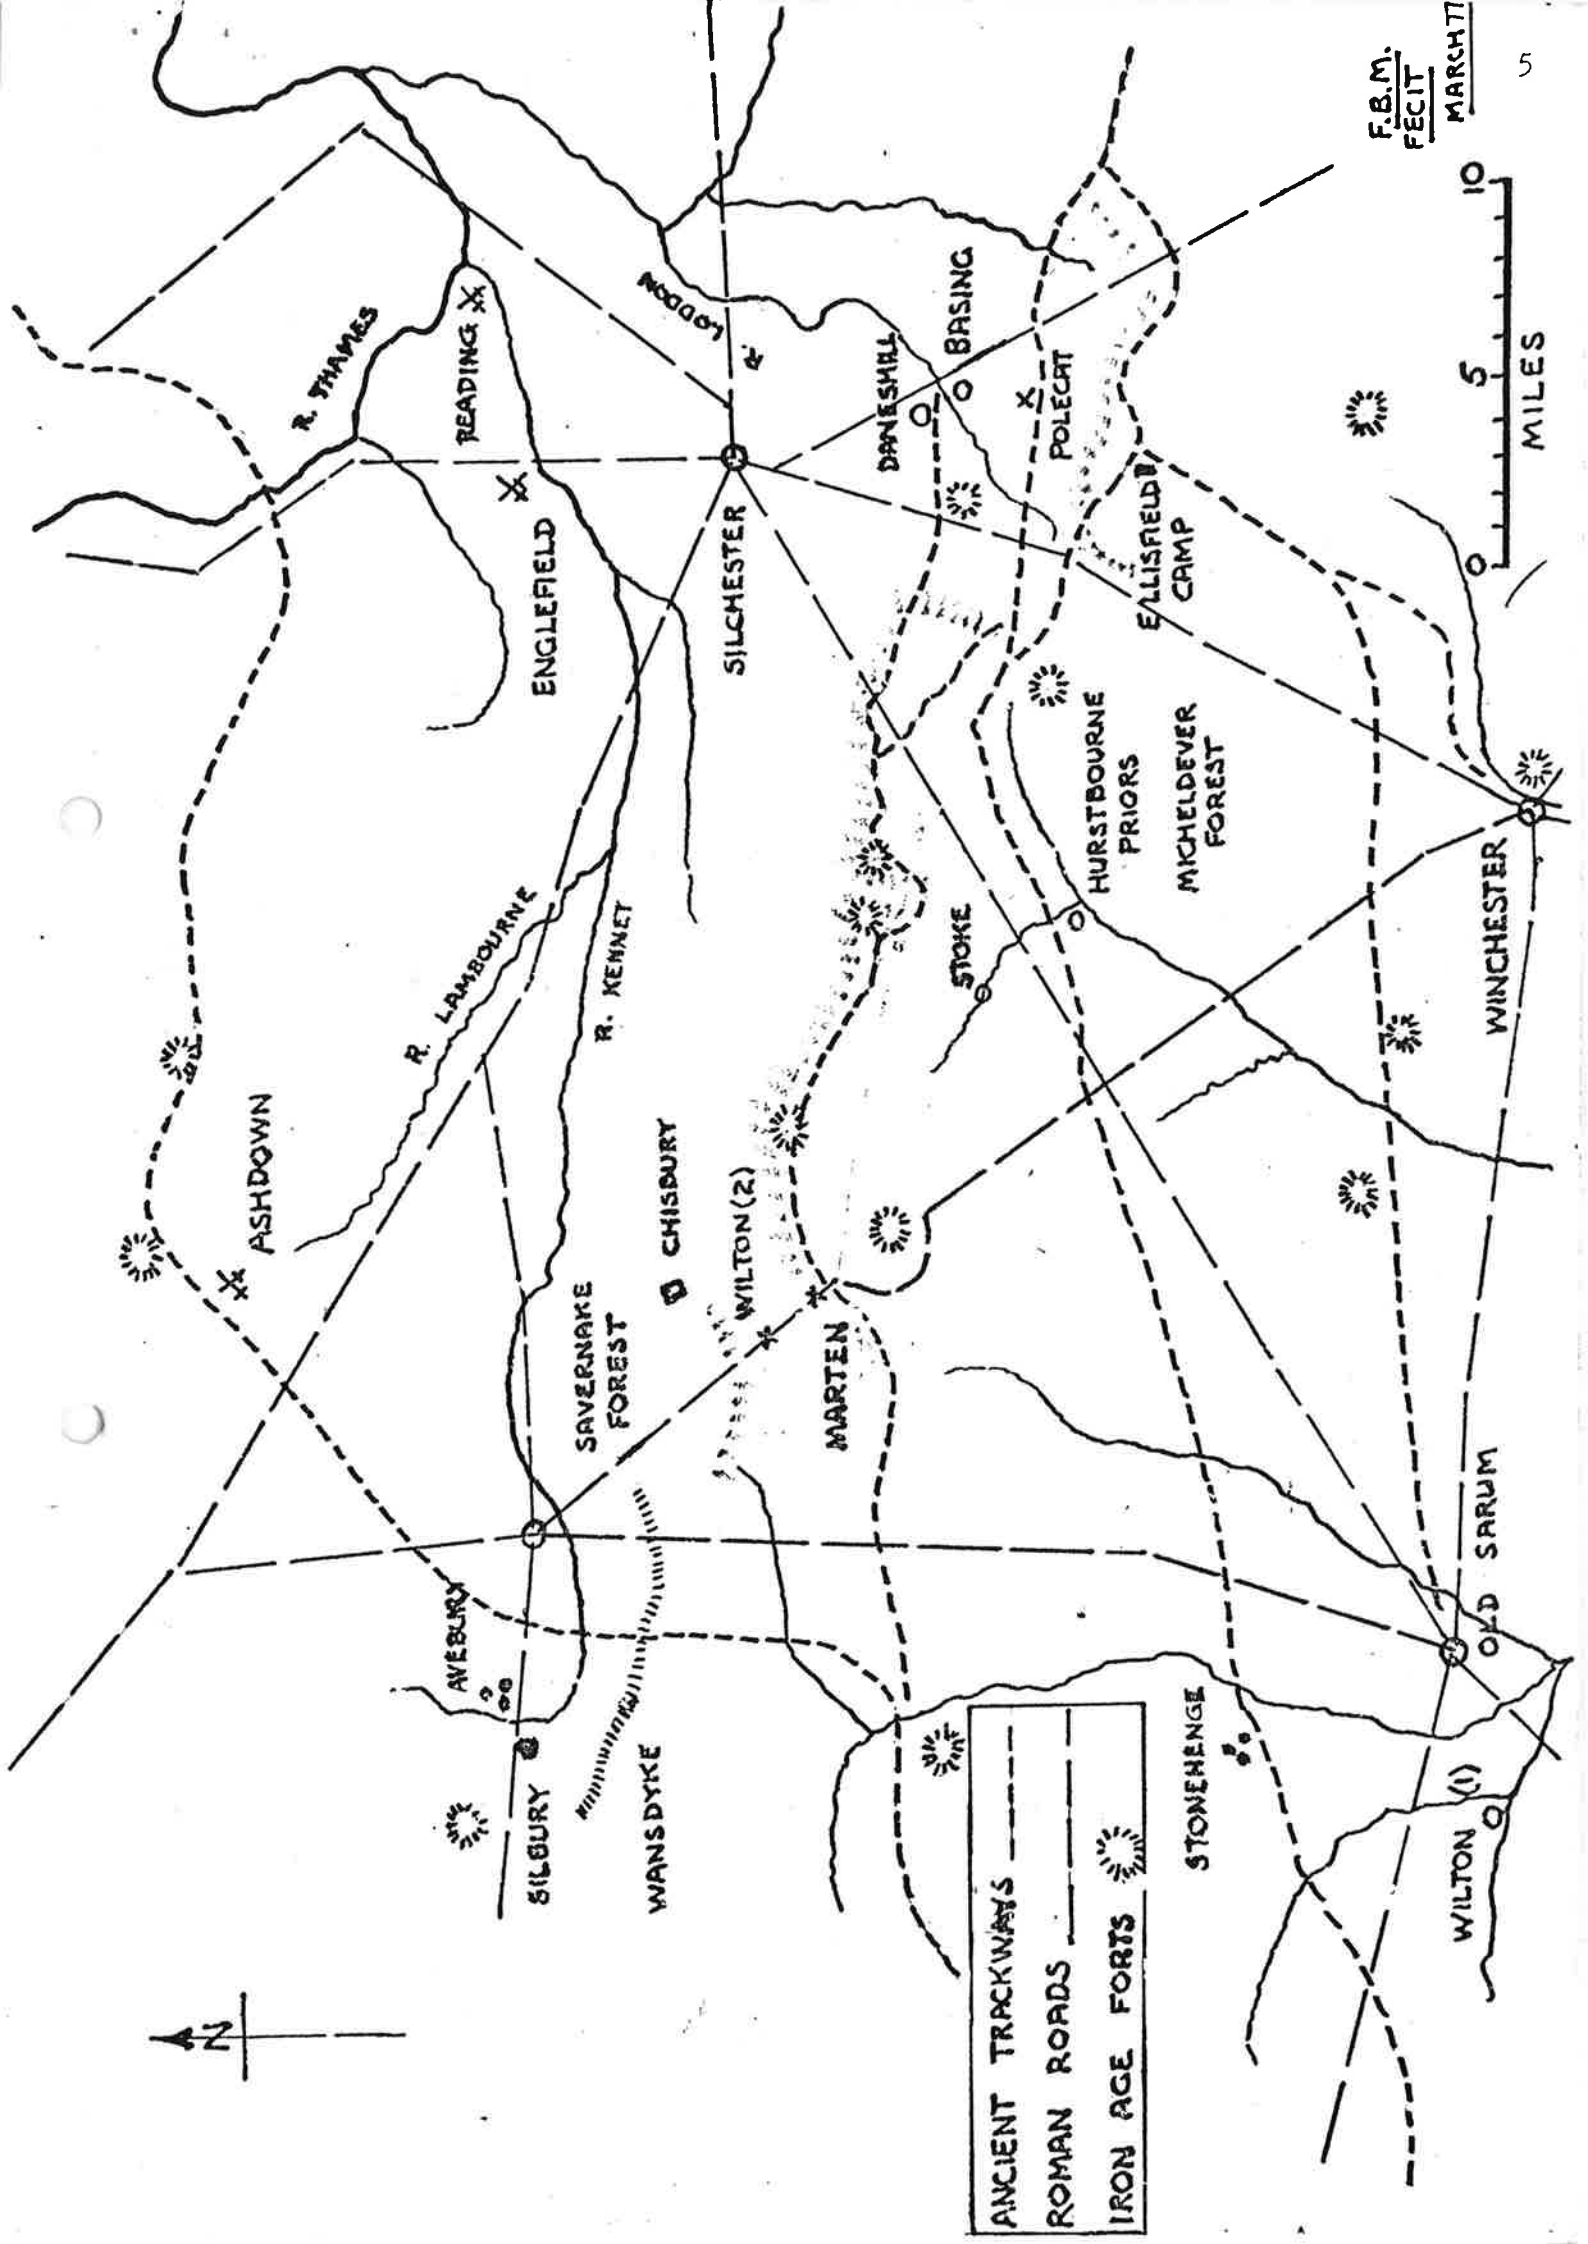 N
R. THAMES
READING
ENGLEFIELD
ASHDOWN
R. LAMBOURNE
R. KENNET
AVEBURY
SILBURY
WANSDYKE
SAVERNAKE
FOREST
CHISBURY
WILTON (2)
MARTEN
SILCHESTER
LODDON
DANESHILL
BASING
POLECAT
ELLISFIELD
CAMP
STOKE
HURSTBOURNE
PRIORS
MICHELDEVER
FOREST
STONEHENGE
WILTON (1)
OLD SARUM
WINCHESTER
ANCIENT TRACKWAYS
ROMAN ROADS
IRON AGE FORTS
0 5 10
MILES
F.B.M.
FECIT
MARCH 77
5